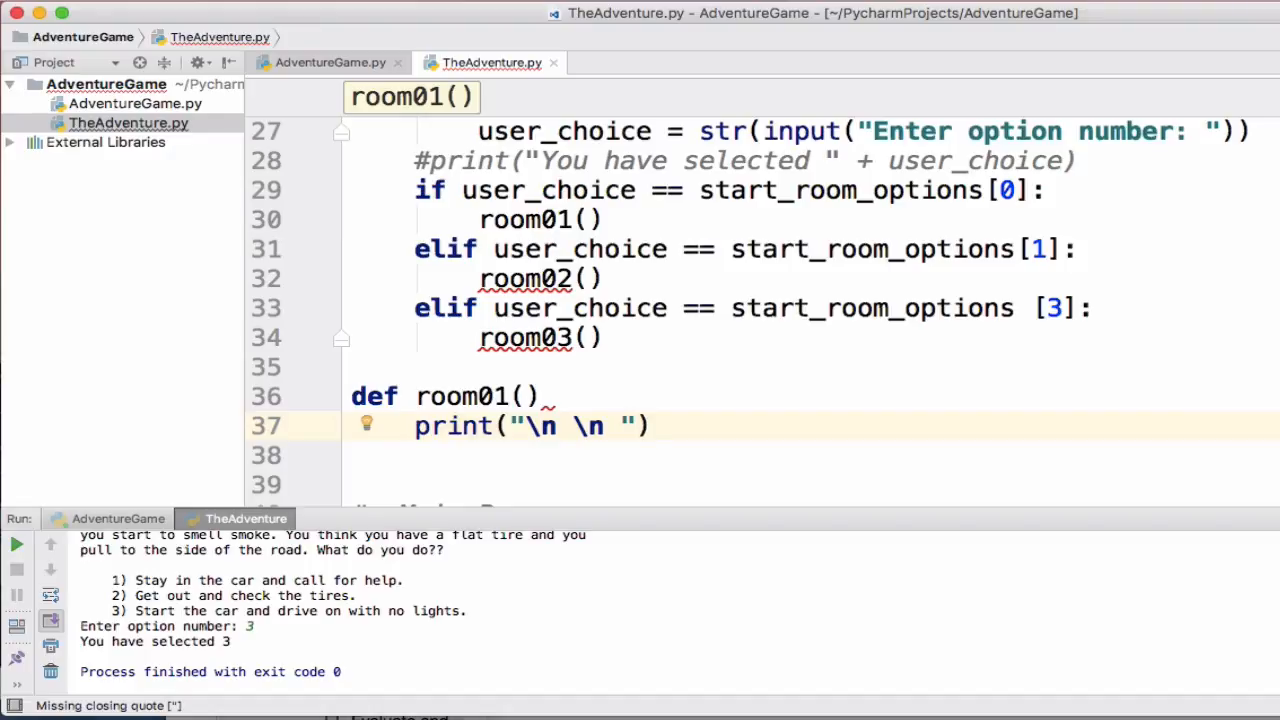 TheAdventure.py - AdventureGame - [~/PycharmProjects/AdventureGame]
AdventureGame TheAdventure.py
Project AdventureGame.py TheAdventure.py
AdventureGame ~/Pycharm
AdventureGame.py
TheAdventure.py
External Libraries
room01()
27 user_choice = str(input("Enter option number: "))
28 #print("You have selected " + user_choice)
29 if user_choice == start_room_options[0]:
30 room01()
31 elif user_choice == start_room_options[1]:
32 room02()
33 elif user_choice == start_room_options [3]:
34 room03()
35
36 def room01()
37 print("\n \n ")
38
39
Run: AdventureGame TheAdventure
you start to smell smoke. You think you have a flat tire and you
pull to the side of the road. What do you do??
1) Stay in the car and call for help.
2) Get out and check the tires.
3) Start the car and drive on with no lights.
Enter option number: 3
You have selected 3
Process finished with exit code 0
Missing closing quote ["]